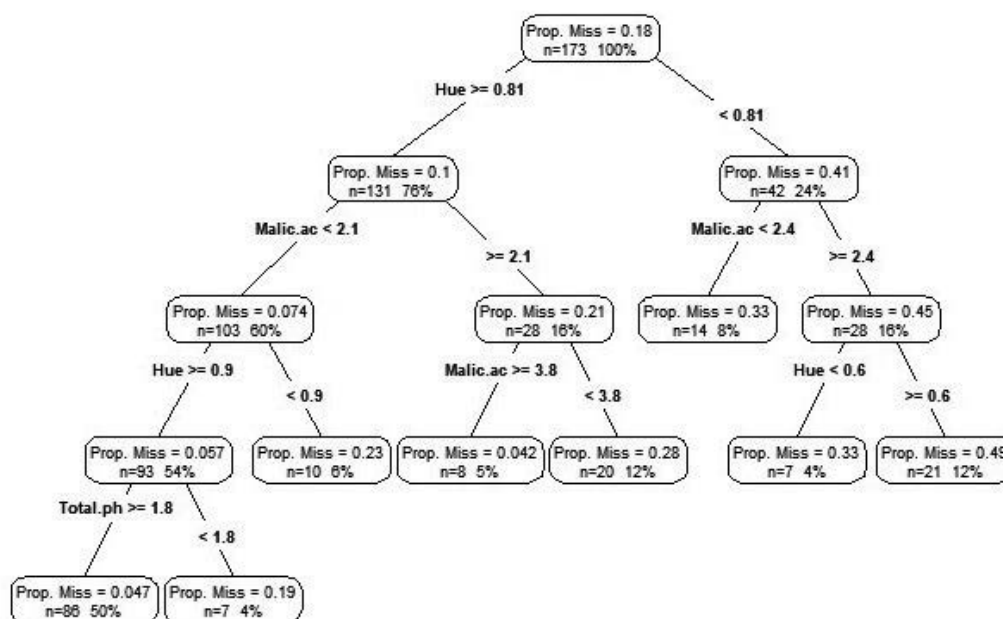 Prop. Miss = 0.18
n=173 100%
Hue >= 0.81
< 0.81
Prop. Miss = 0.1
n=131 76%
Prop. Miss = 0.41
n=42 24%
Malic.ac < 2.1
>= 2.1
Malic.ac < 2.4
>= 2.4
Prop. Miss = 0.074
n=103 60%
Prop. Miss = 0.21
n=28 16%
Prop. Miss = 0.33
n=14 8%
Prop. Miss = 0.45
n=28 16%
Hue >= 0.9
< 0.9
Malic.ac >= 3.8
< 3.8
Hue < 0.6
>= 0.6
Prop. Miss = 0.057
n=93 54%
Prop. Miss = 0.23
n=10 6%
Prop. Miss = 0.042
n=8 5%
Prop. Miss = 0.28
n=20 12%
Prop. Miss = 0.33
n=7 4%
Prop. Miss = 0.49
n=21 12%
Total.ph >= 1.8
< 1.8
Prop. Miss = 0.047
n=86 50%
Prop. Miss = 0.19
n=7 4%